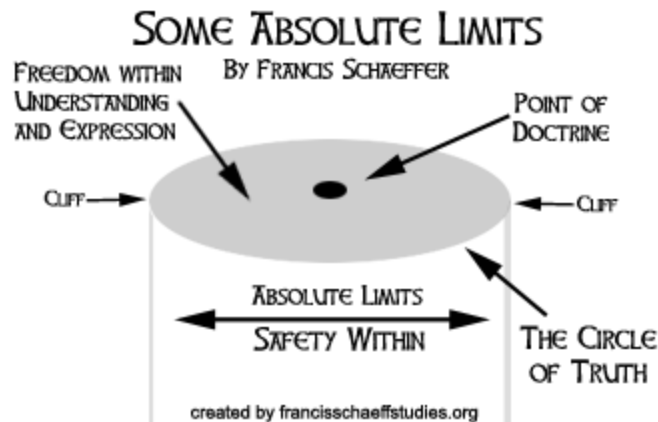 Some Absolute Limits
By Francis Schaeffer
Freedom within
Understanding
and Expression
Point of
Doctrine
Cliff
Cliff
Absolute Limits
Safety Within
The Circle
of Truth
created by francisschaeffstudies.org